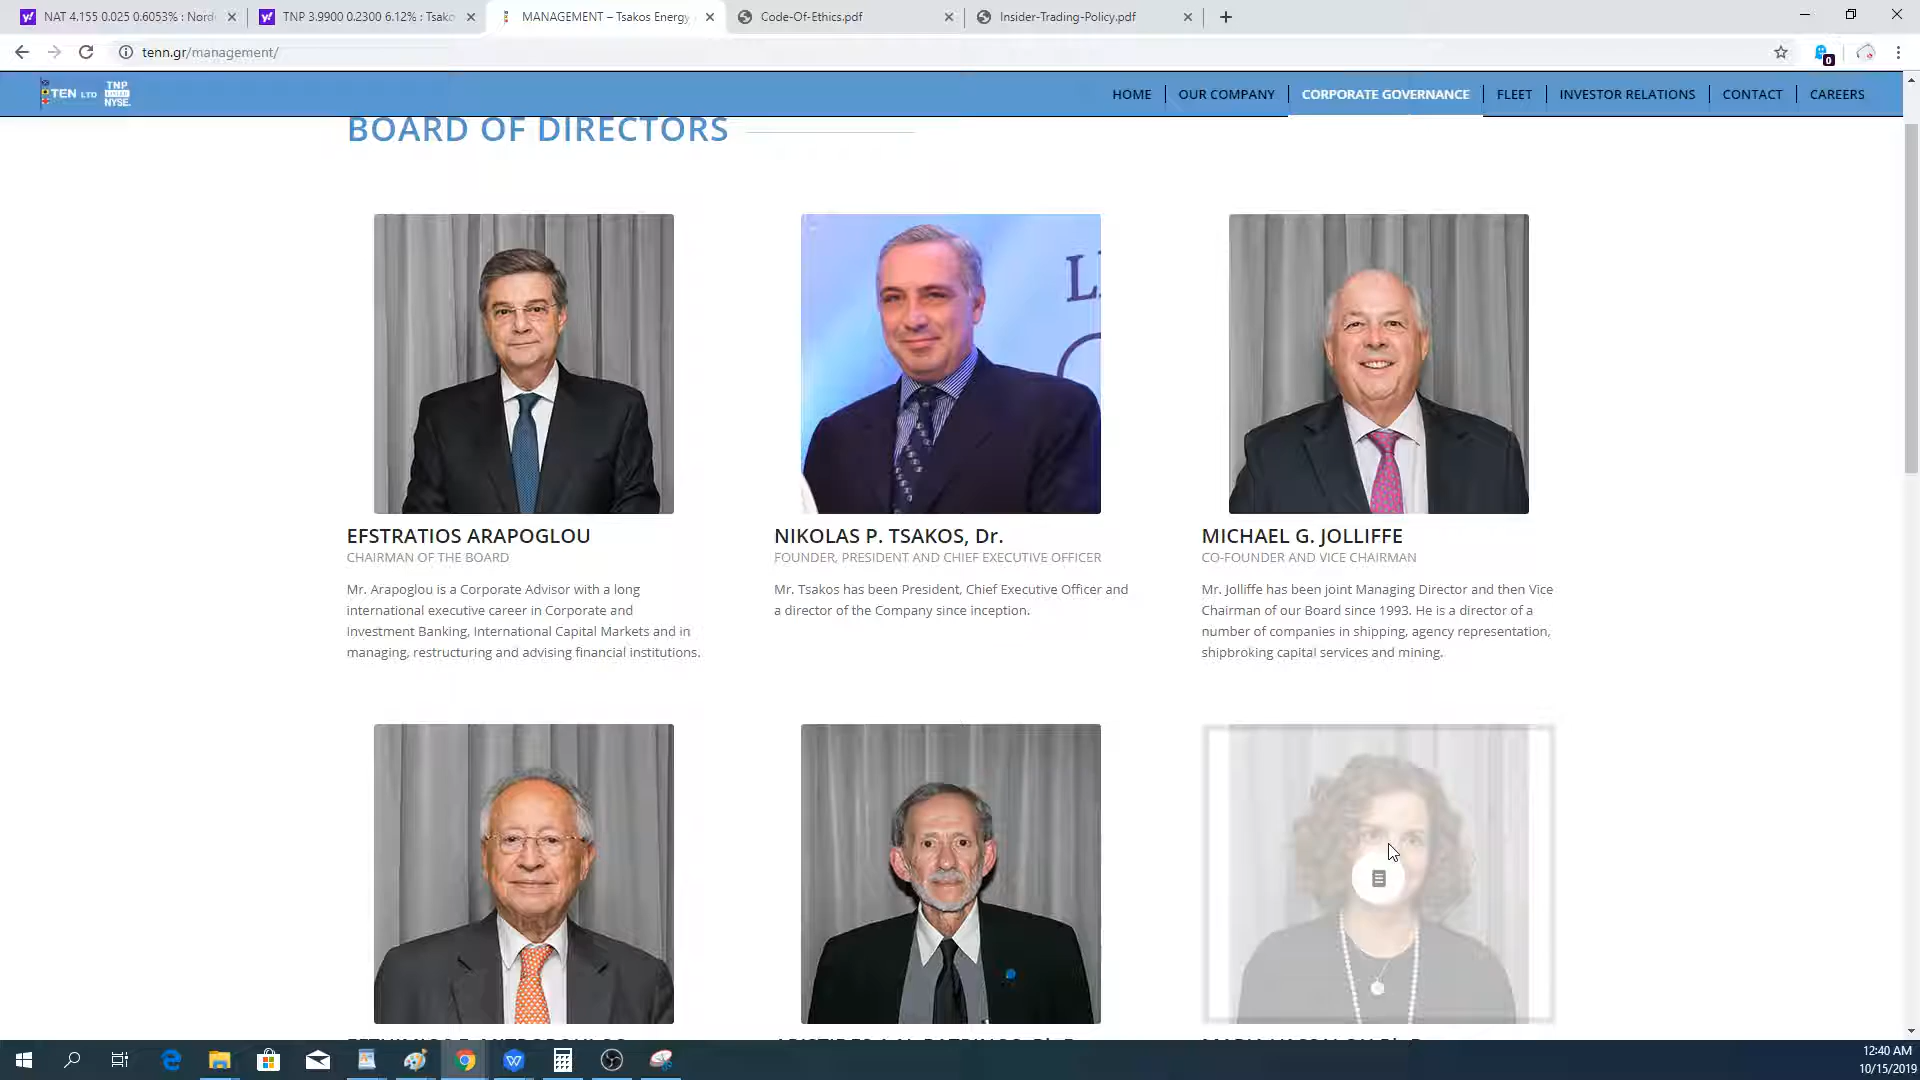 NAT 4.155 0.025 0.6053% : Nord
TNP 3.9900 0.2300 6.12% : Tsako
MANAGEMENT – Tsakos Energy
Code-Of-Ethics.pdf
Insider-Trading-Policy.pdf
tenn.gr/management/
0
TEN LTD
TNP
NYSE.
HOME
OUR COMPANY
CORPORATE GOVERNANCE
FLEET
INVESTOR RELATIONS
CONTACT
CAREERS
BOARD OF DIRECTORS
EFSTRATIOS ARAPOGLOU
CHAIRMAN OF THE BOARD
Mr. Arapoglou is a Corporate Advisor with a long
international executive career in Corporate and
Investment Banking, International Capital Markets and in
managing, restructuring and advising financial institutions.
NIKOLAS P. TSAKOS, Dr.
FOUNDER, PRESIDENT AND CHIEF EXECUTIVE OFFICER
Mr. Tsakos has been President, Chief Executive Officer and
a director of the Company since inception.
MICHAEL G. JOLLIFFE
CO-FOUNDER AND VICE CHAIRMAN
Mr. Jolliffe has been joint Managing Director and then Vice
Chairman of our Board since 1993. He is a director of a
number of companies in shipping, agency representation,
shipbroking capital services and mining.
12:40 AM
10/15/2019